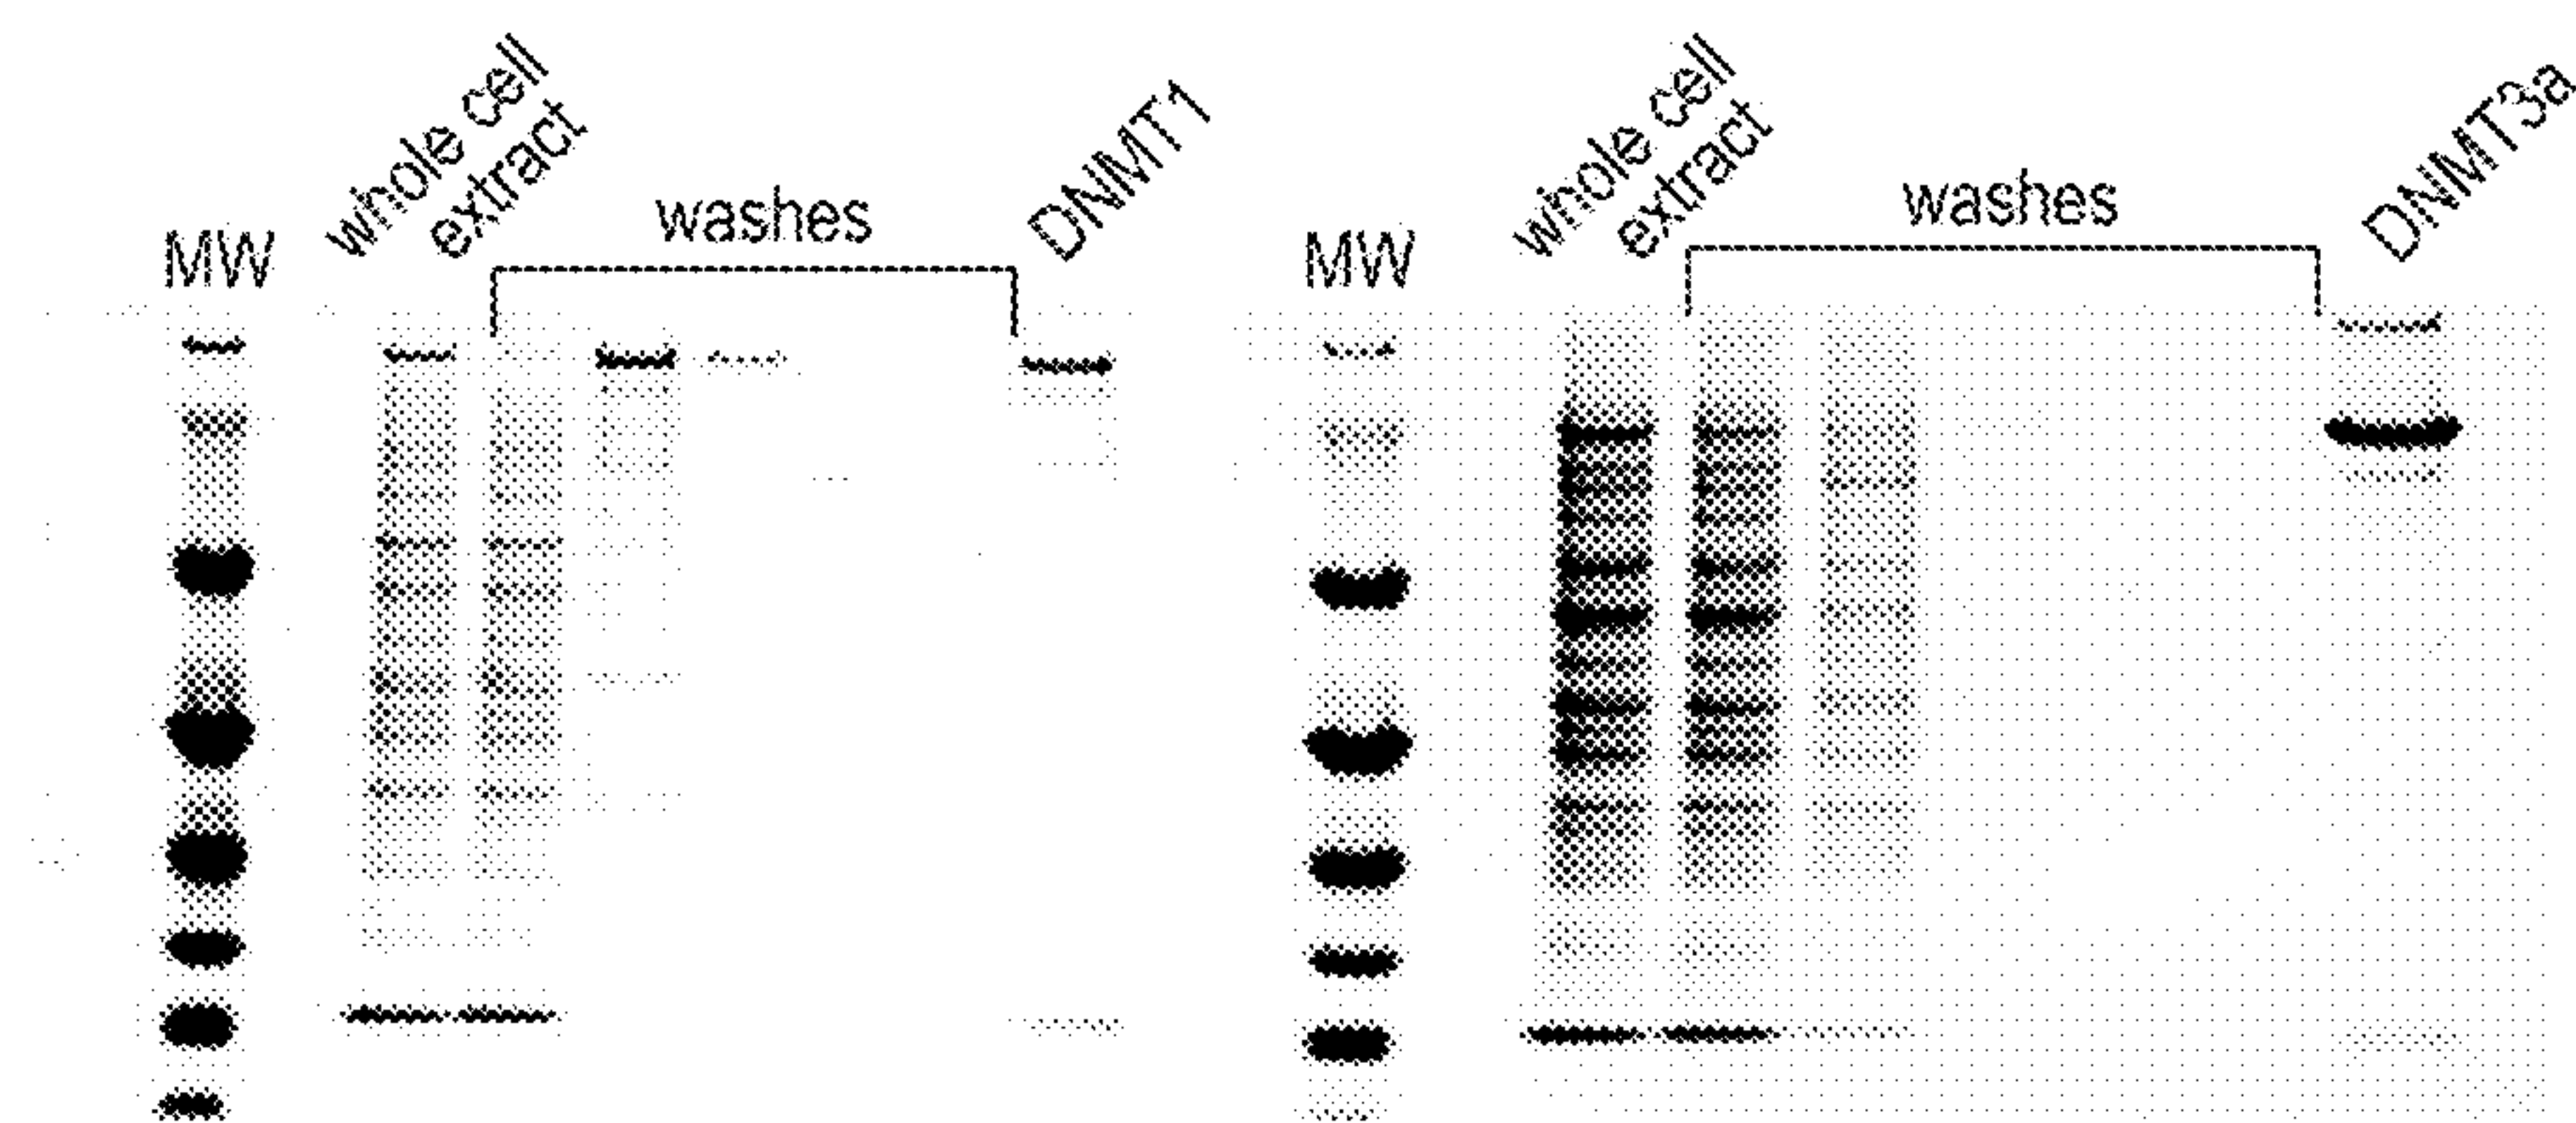 MW
whole cell
extract
washes
DNMT1
MW
whole cell
extract
washes
DNMT3a